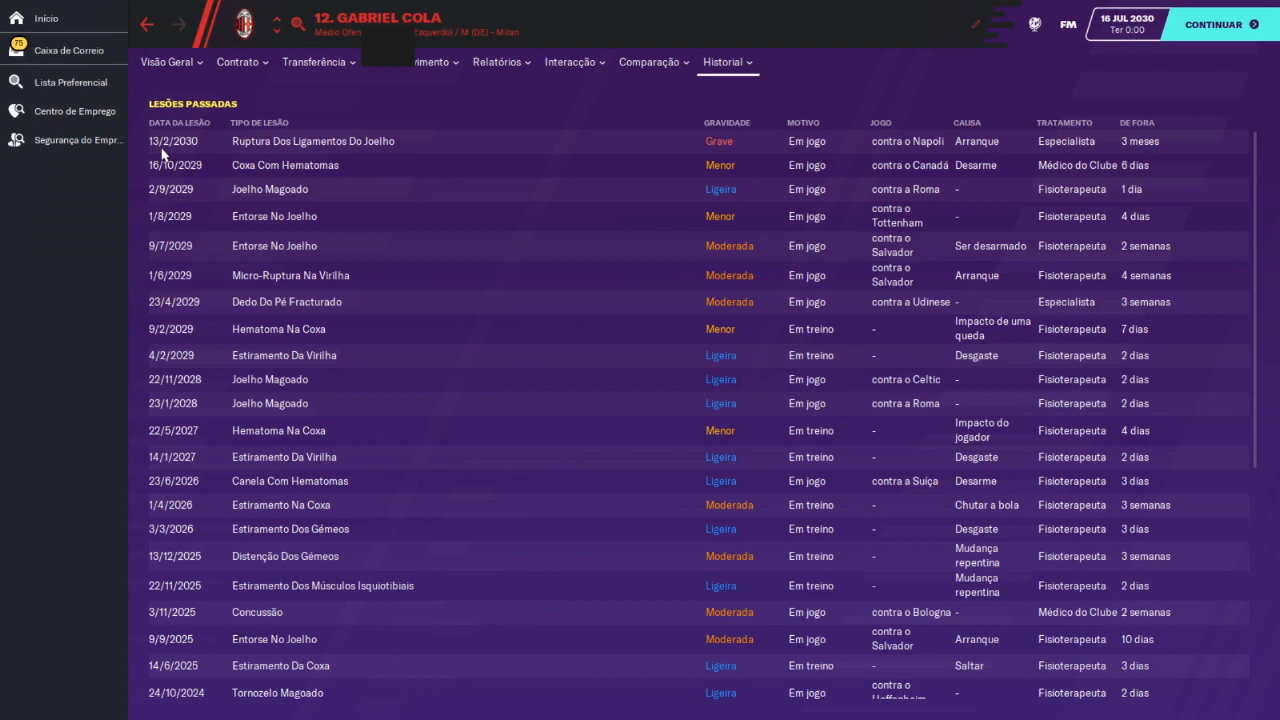 Início
12. GABRIEL COLA
Médio Ofen Esquerdo) / M (DE) - Milan
FM
16 JUL 2030
Ter 0:00
CONTINUAR
75
Caixa de Correio
Lista Preferencial
Centro de Emprego
Segurança do Empr...
Visão Geral Contrato Transferência vimento Relatórios Interacção Comparação Historial
LESÕES PASSADAS
DATA DA LESÃO TIPO DE LESÃO GRAVIDADE MOTIVO JOGO CAUSA TRATAMENTO DE FORA
13/2/2030 Ruptura Dos Ligamentos Do Joelho Grave Em jogo contra o Napoli Arranque Especialista 3 meses
16/10/2029 Coxa Com Hematomas Menor Em jogo contra o Canadá Desarme Médico do Clube 6 dias
2/9/2029 Joelho Magoado Ligeira Em jogo contra a Roma - Fisioterapeuta 1 dia
1/8/2029 Entorse No Joelho Menor Em jogo contra o Tottenham - Fisioterapeuta 4 dias
9/7/2029 Entorse No Joelho Moderada Em jogo contra o Salvador Ser desarmado Fisioterapeuta 2 semanas
1/6/2029 Micro-Ruptura Na Virilha Moderada Em jogo contra o Salvador Arranque Fisioterapeuta 4 semanas
23/4/2029 Dedo Do Pé Fracturado Moderada Em jogo contra a Udinese - Especialista 3 semanas
9/2/2029 Hematoma Na Coxa Menor Em treino - Impacto de uma queda Fisioterapeuta 7 dias
4/2/2029 Estiramento Da Virilha Ligeira Em treino - Desgaste Fisioterapeuta 2 dias
22/11/2028 Joelho Magoado Ligeira Em jogo contra o Celtic - Fisioterapeuta 2 dias
23/1/2028 Joelho Magoado Ligeira Em jogo contra a Roma - Fisioterapeuta 2 dias
22/5/2027 Hematoma Na Coxa Menor Em treino - Impacto do jogador Fisioterapeuta 4 dias
14/1/2027 Estiramento Da Virilha Ligeira Em treino - Desgaste Fisioterapeuta 2 dias
23/6/2026 Canela Com Hematomas Ligeira Em jogo contra a Suíça Desarme Fisioterapeuta 3 dias
1/4/2026 Estiramento Na Coxa Moderada Em treino - Chutar a bola Fisioterapeuta 3 semanas
3/3/2026 Estiramento Dos Gémeos Ligeira Em treino - Desgaste Fisioterapeuta 3 dias
13/12/2025 Distenção Dos Gémeos Moderada Em treino - Mudança repentina Fisioterapeuta 3 semanas
22/11/2025 Estiramento Dos Músculos Isquiotibiais Ligeira Em treino - Mudança repentina Fisioterapeuta 2 dias
3/11/2025 Concussão Moderada Em jogo contra o Bologna - Médico do Clube 2 semanas
9/9/2025 Entorse No Joelho Moderada Em jogo contra o Salvador Arranque Fisioterapeuta 10 dias
14/6/2025 Estiramento Da Coxa Ligeira Em treino - Saltar Fisioterapeuta 3 dias
24/10/2024 Tornozelo Magoado Ligeira Em jogo contra o Hoffenheim - Fisioterapeuta 2 dias